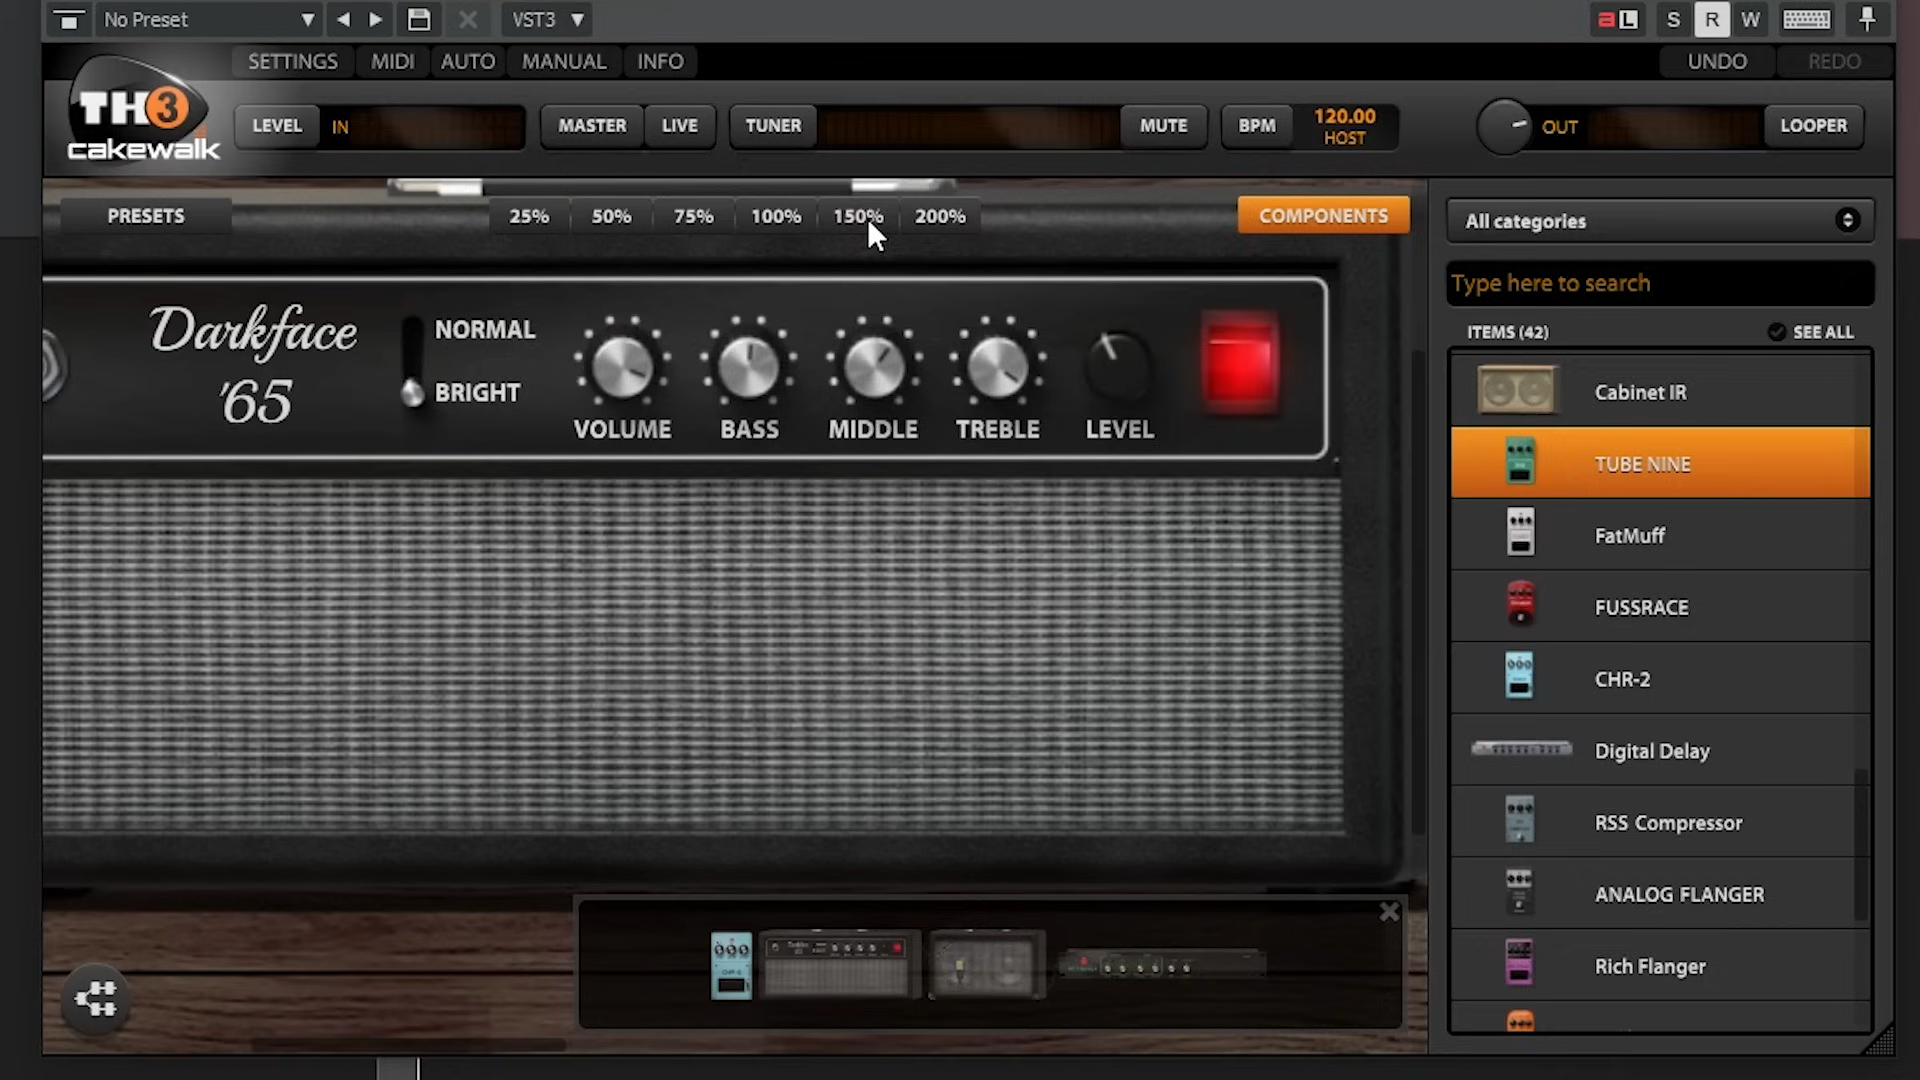 No Preset
VST3
a L
S
R
W
SETTINGS
MIDI
AUTO
MANUAL
INFO
UNDO
REDO
TH3
cakewalk
LEVEL
IN
MASTER
LIVE
TUNER
MUTE
BPM
120.00
HOST
OUT
LOOPER
PRESETS
25%
50%
75%
100%
150%
200%
COMPONENTS
All categories
Type here to search
ITEMS (42)
SEE ALL
Darkface
'65
NORMAL
BRIGHT
VOLUME
BASS
MIDDLE
TREBLE
LEVEL
Cabinet IR
TUBE NINE
FatMuff
FUSSRACE
CHR-2
Digital Delay
RSS Compressor
ANALOG FLANGER
Rich Flanger